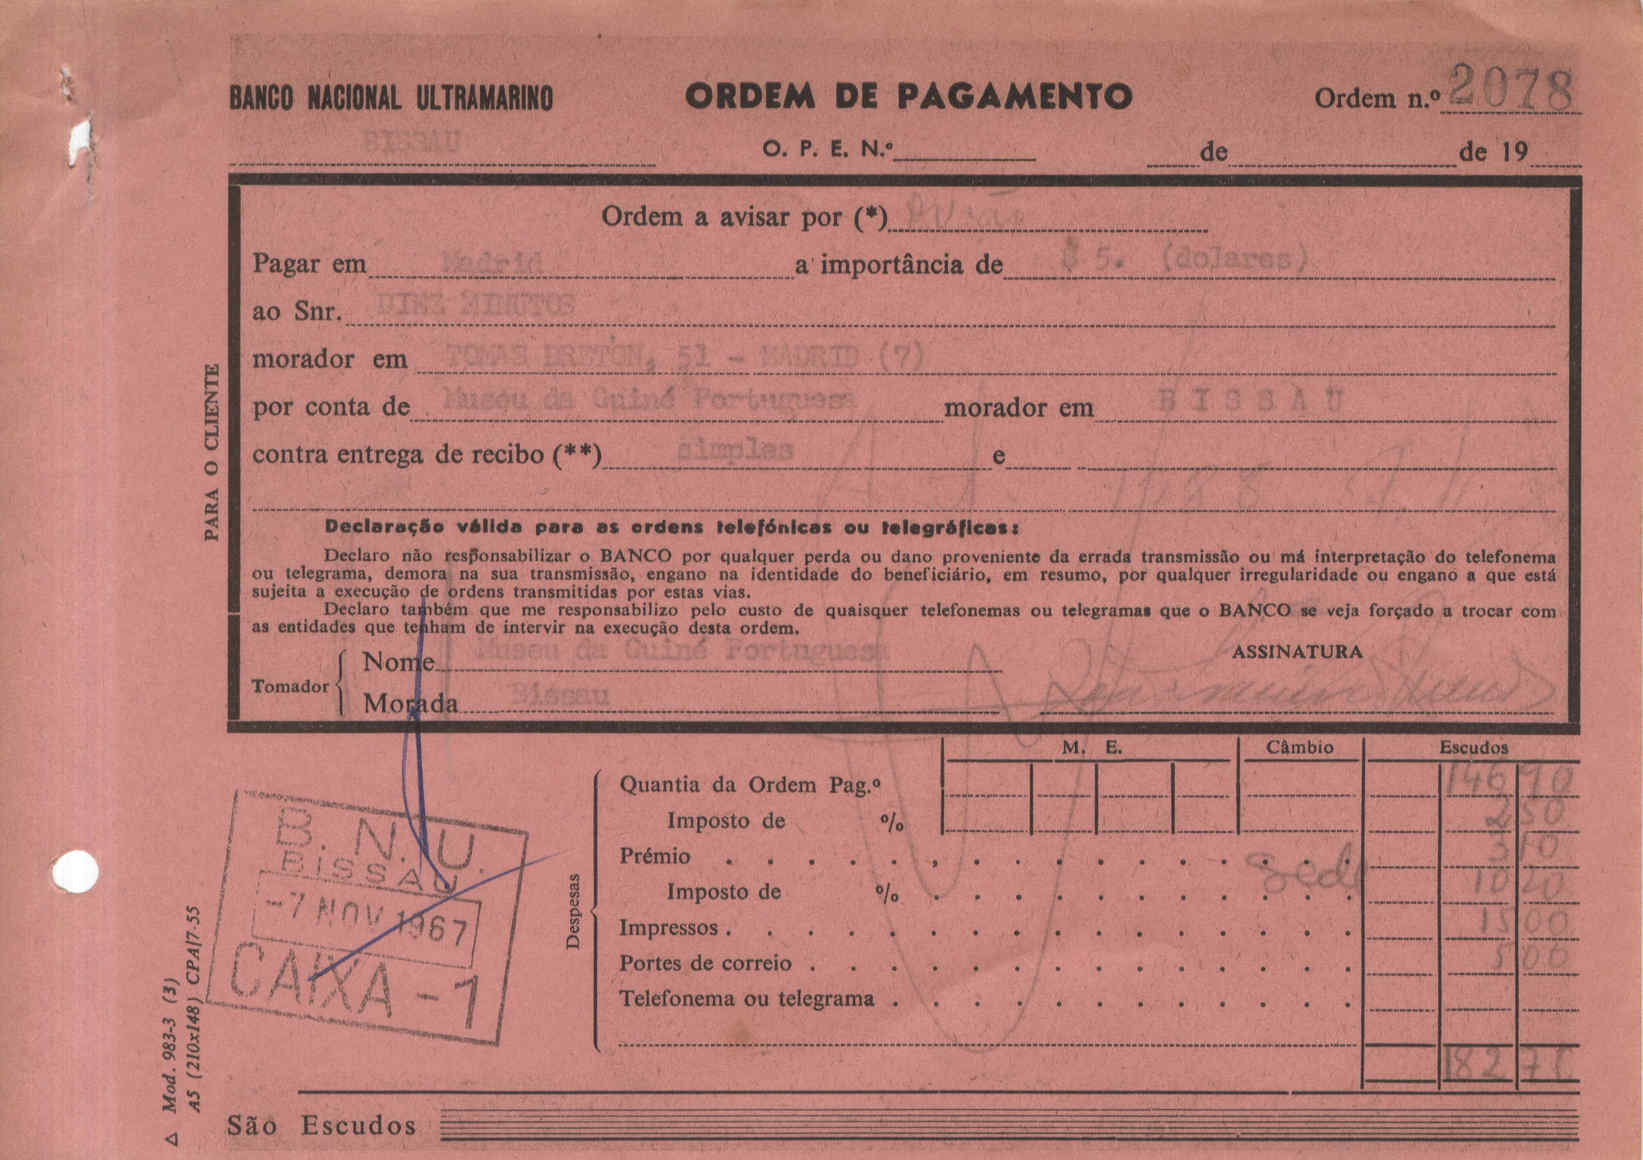 BANCO NACIONAL ULTRAMARINO ORDEM DE PAGAMENTO Ordem n.º 2078
BISSAU O. P. E. N.º de de 19
Ordem a avisar por (*) Avião
Pagar em Madrid a importância de $ 5. (dolares)
ao Snr. DIEZ MINUTOS
morador em TOMAS BRETON, 51 - MADRID (7)
por conta de Museu da Guiné Portuguesa morador em BISSAU
contra entrega de recibo (**) simples e
Declaração válida para as ordens telefónicas ou telegráficas:
Declaro não responsabilizar o BANCO por qualquer perda ou dano proveniente da errada transmissão ou má interpretação do telefonema
ou telegrama, demora na sua transmissão, engano na identidade do beneficiário, em resumo, por qualquer irregularidade ou engano a que está
sujeita a execução de ordens transmitidas por estas vias.
Declaro também que me responsabilizo pelo custo de quaisquer telefonemas ou telegramas que o BANCO se veja forçado a trocar com
as entidades que tenham de intervir na execução desta ordem.
Tomador
Nome Museu da Guiné Portuguesa
ASSINATURA
Morada Bissau
M. E. Câmbio Escudos
Quantia da Ordem Pag.º 146 90
Imposto de % 2 50
Prémio 3 10
Imposto de % 10 20
Impressos 15 00
Portes de correio 5 00
Telefonema ou telegrama
182 70
Despesas
São Escudos
B. N. U.
BISSAU
-7 NOV 1967
CAIXA - 1
PARA O CLIENTE
Mod. 983-3 (3)
A5 (210x148) CPA/7-55